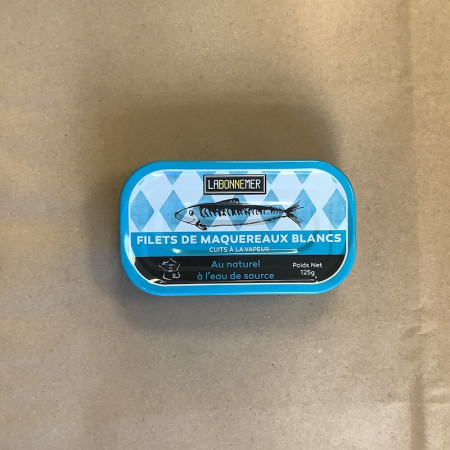 LABONNEMER
FILETS DE MAQUEREAUX BLANCS
CUITS À LA VAPEUR
Au naturel
à l'eau de source
Poids Net
125g